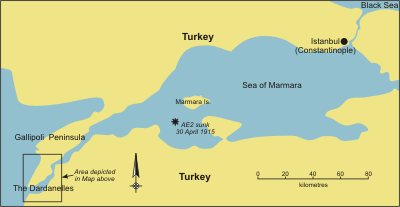 Black Sea
Turkey
Istanbul
(Constantinople)
Sea of Marmara
Marmara Is.
AE2 sunk
30 April 1915
Gallipoli Peninsula
Area depicted
in Map above
The Dardanelles
Turkey
0 20 40 60 80
kilometres